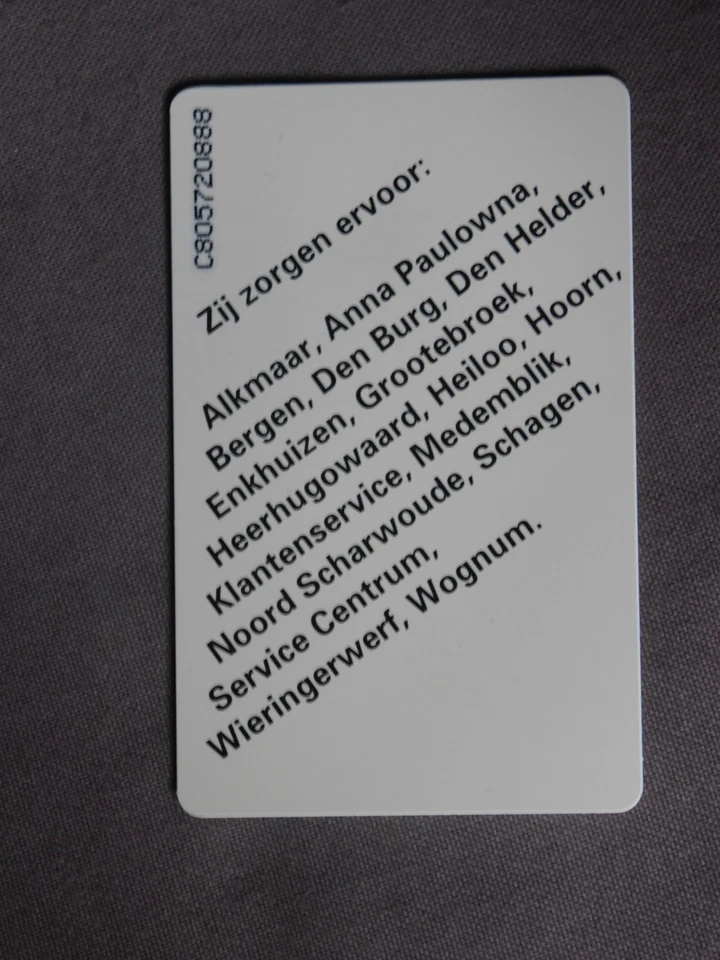 C805720888
Zij zorgen ervoor:
Alkmaar, Anna Paulowna,
Bergen, Den Burg, Den Helder,
Enkhuizen, Grootebroek,
Heerhugowaard, Heiloo, Hoorn,
Klantenservice, Medemblik,
Noord Scharwoude, Schagen,
Service Centrum,
Wieringerwerf, Wognum.